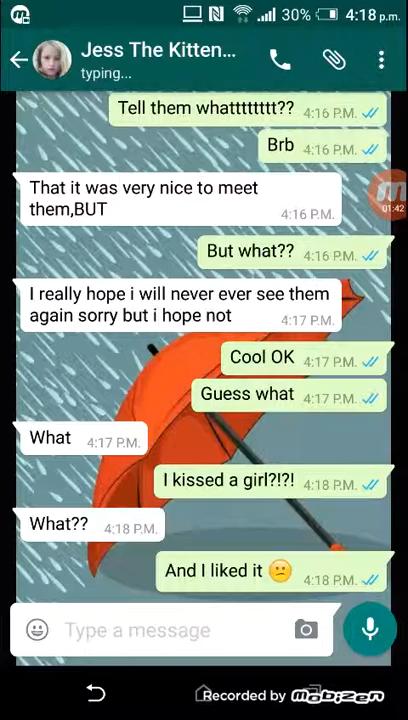 30% 4:18 p.m.
Jess The Kitten...
typing...
Tell them whatttttttt?? 4:16 P.M.
Brb 4:16 P.M.
That it was very nice to meet
them,BUT 4:16 P.M.
But what?? 4:16 P.M.
I really hope i will never ever see them
again sorry but i hope not 4:17 P.M.
Cool OK 4:17 P.M.
Guess what 4:17 P.M.
What 4:17 P.M.
I kissed a girl?!?! 4:18 P.M.
What?? 4:18 P.M.
And I liked it 😕 4:18 P.M.
Type a message
01:42
Recorded by mobizen